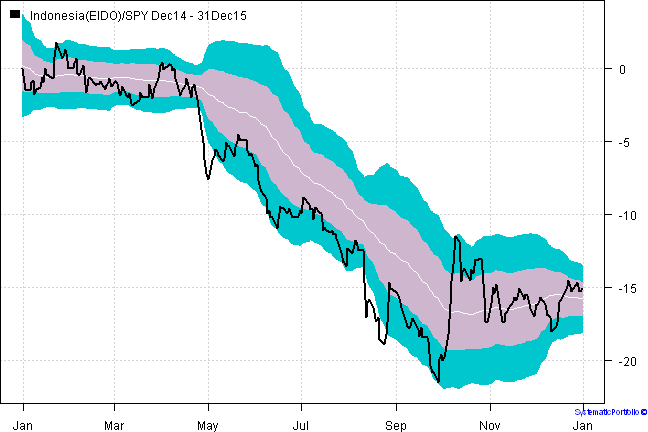 Indonesia(EIDO)/SPY Dec14 - 31Dec15
0
-5
-10
-15
-20
SystematicPortfolio ©
Jan Mar May Jul Sep Nov Jan